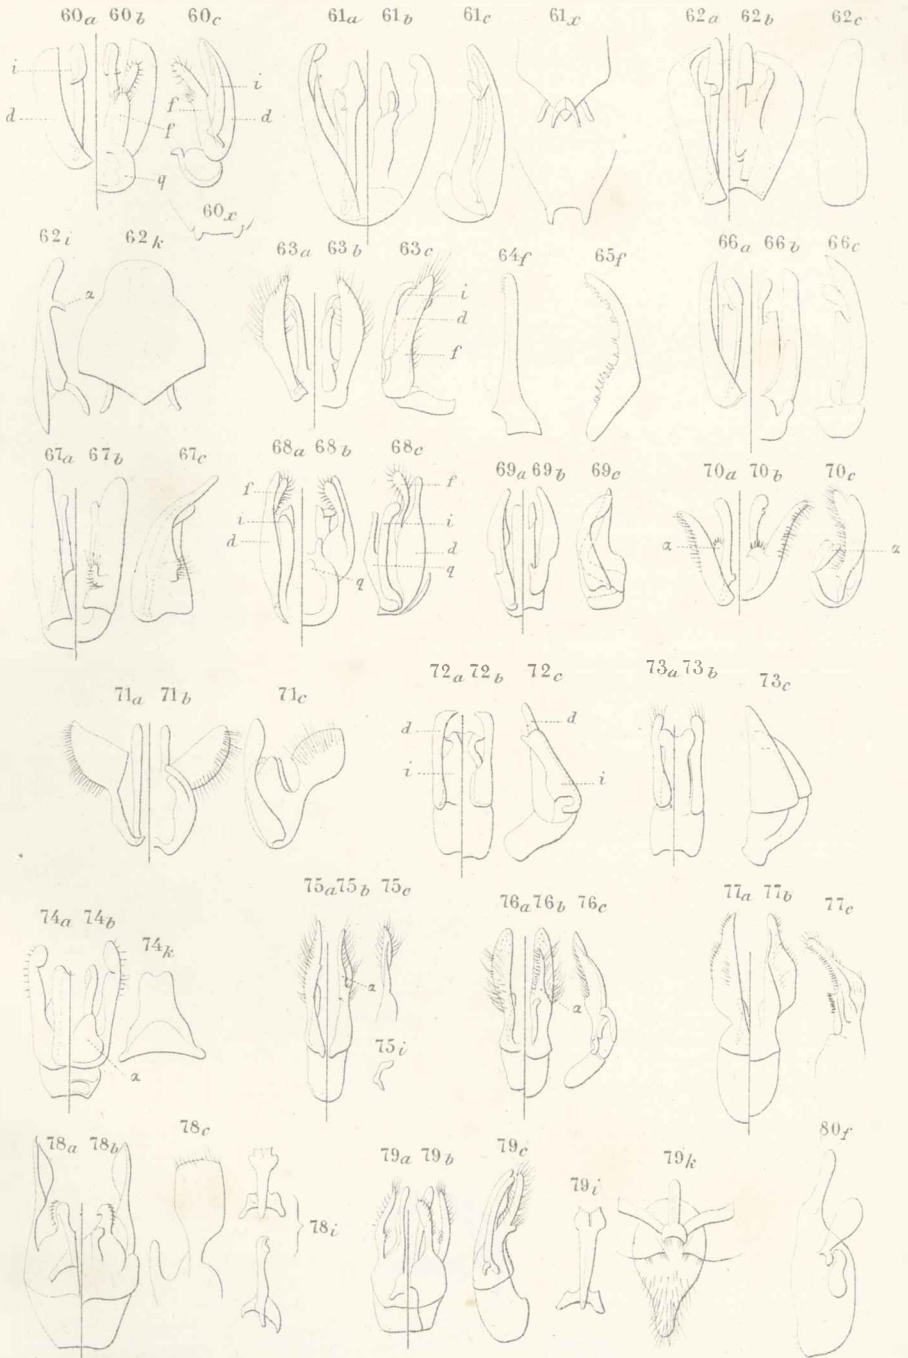 60a 60b 60c 61a 61b 61c 61x 62a 62b 62c
i d f q f i d
60x
62i 62k 63a 63b 63c 64f 65f 66a 66b 66c
a i d f
67a 67b 67c 68a 68b 68c 69a 69b 69c 70a 70b 70c
f i d q f i d q a a
71a 71b 71c 72a 72b 72c 73a 73b 73c
d i d i
74a 74b 74k 75a 75b 75c 76a 76b 76c 77a 77b 77c
a a a
75i
78a 78b 78c 78i 79a 79b 79c 79i 79k 80f